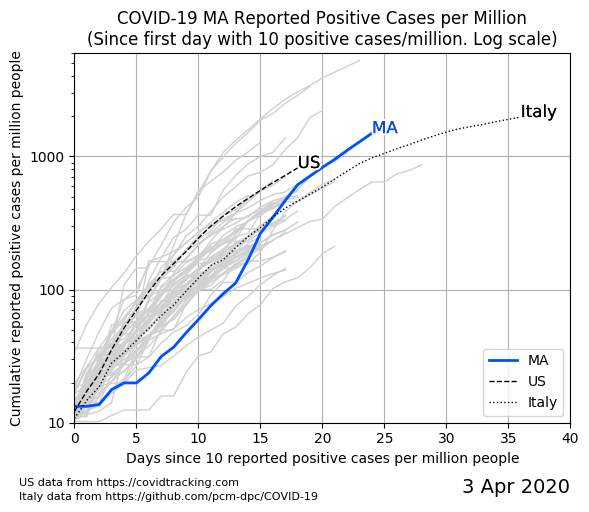 COVID-19 MA Reported Positive Cases per Million
(Since first day with 10 positive cases/million. Log scale)
Cumulative reported positive cases per million people
1000
100
10
Italy
MA
US
MA
US
Italy
0 5 10 15 20 25 30 35 40
Days since 10 reported positive cases per million people
US data from https://covidtracking.com
Italy data from https://github.com/pcm-dpc/COVID-19
3 Apr 2020